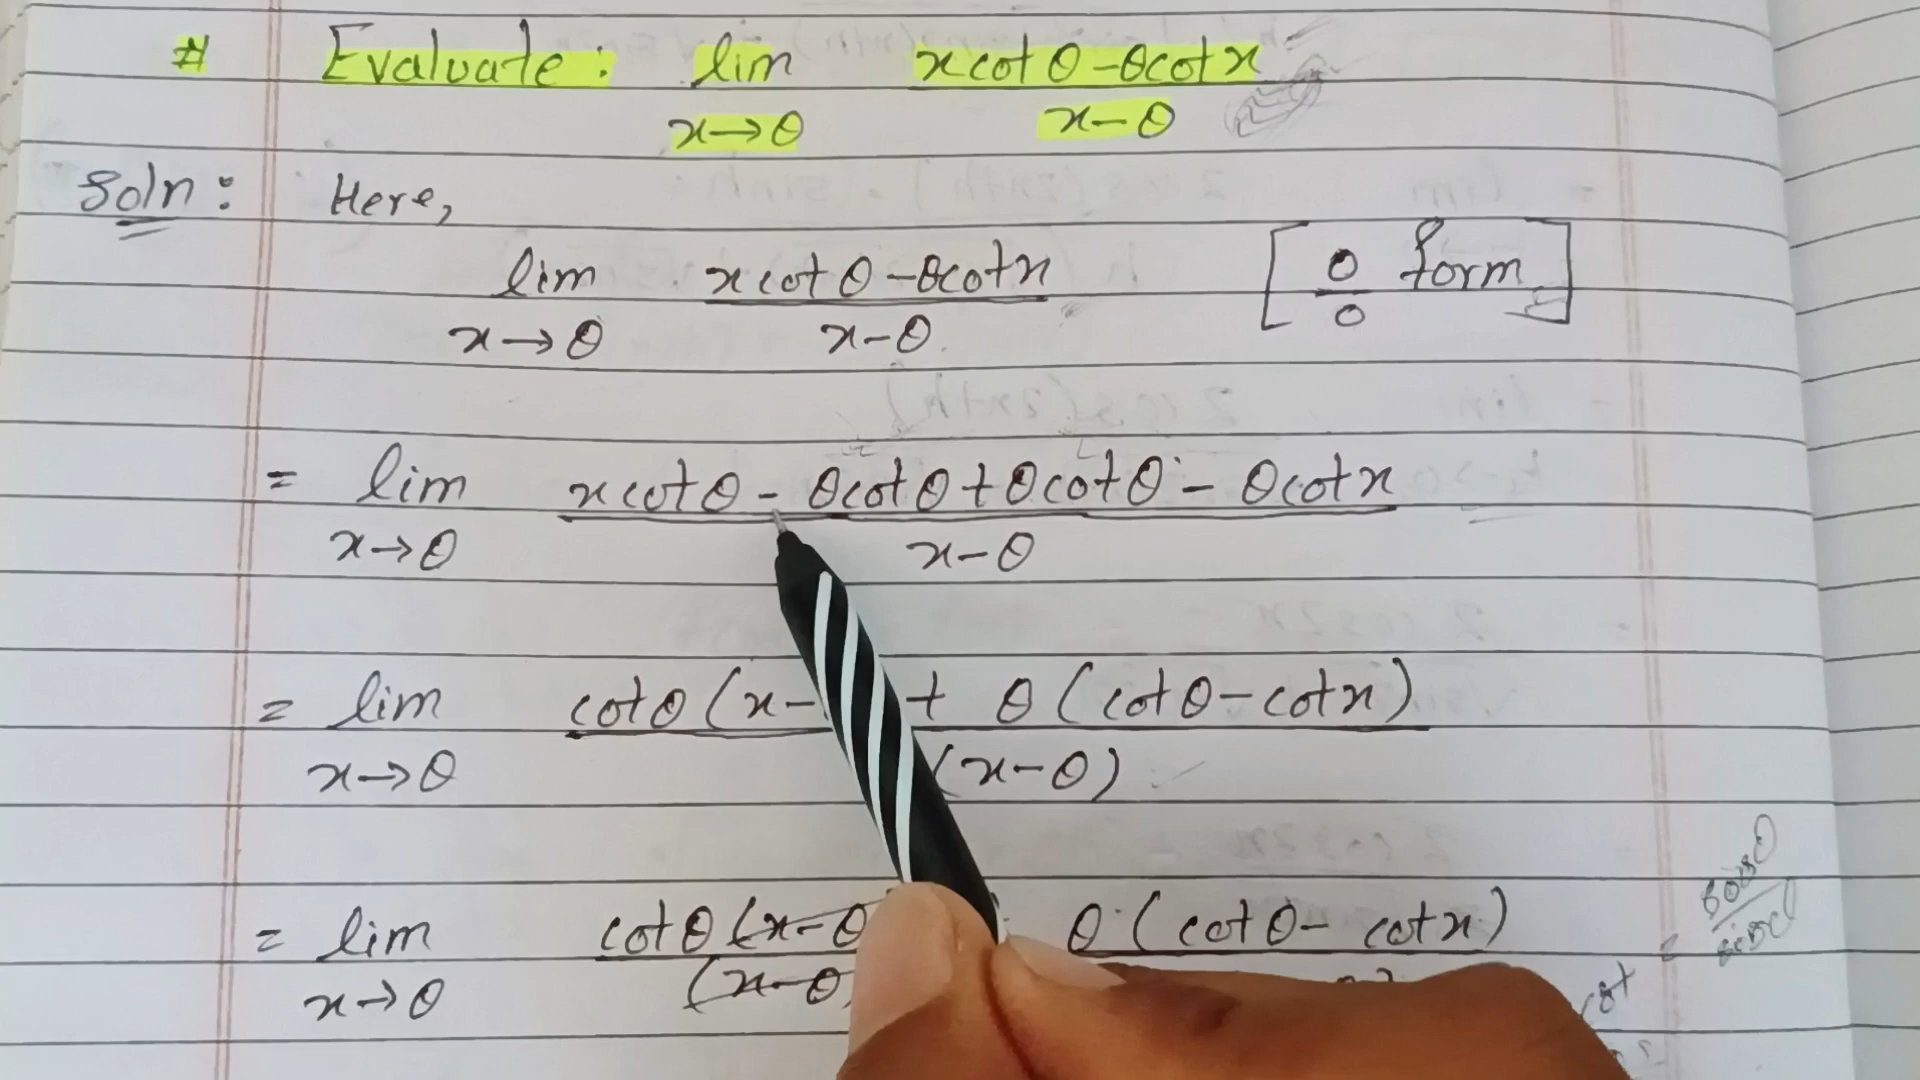 # Evaluate: lim x→θ (x cot θ – θ cot x)/(x – θ)
Soln: Here,
lim x→θ (x cot θ – θ cot x)/(x – θ) [0/0 form]
= lim x→θ (x cot θ – θ cot θ + θ cot θ – θ cot x)/(x – θ)
= lim x→θ cot θ (x – + θ (cot θ – cot x)/(x – θ)
= lim x→θ cot θ (x – θ/(x – θ θ (cot θ – cot x)
cot =